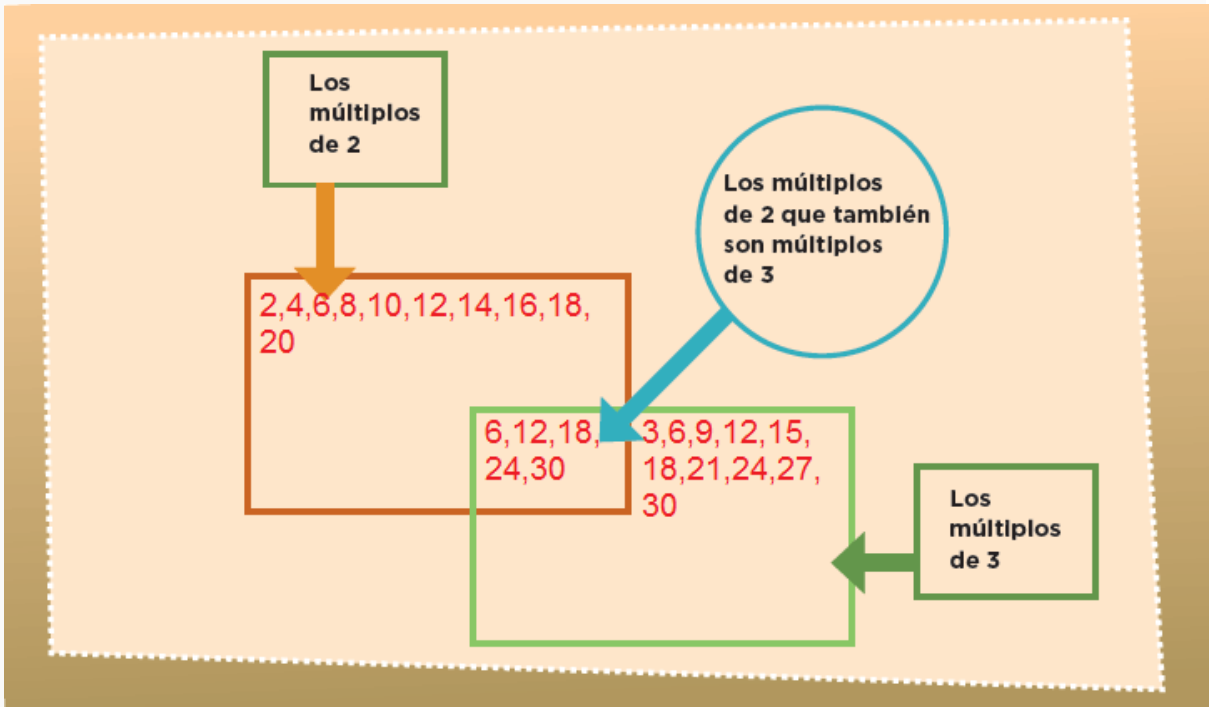 Los
múltiplos
de 2
Los múltiplos
de 2 que también
son múltiplos
de 3
2,4,6,8,10,12,14,16,18,
20
6,12,18,
24,30
3,6,9,12,15,
18,21,24,27,
30
Los
múltiplos
de 3